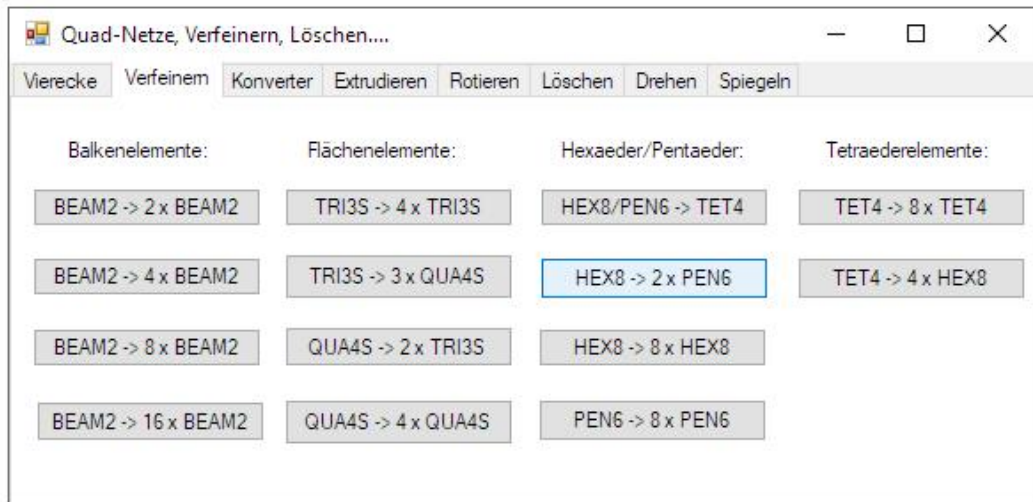 Quad-Netze, Verfeinern, Löschen....
Vierecke Verfeinern Konverter Extrudieren Rotieren Löschen Drehen Spiegeln
Balkenelemente: Flächenelemente: Hexaeder/Pentaeder: Tetraederelemente:
BEAM2 -> 2 x BEAM2 TRI3S -> 4 x TRI3S HEX8/PEN6 -> TET4 TET4 -> 8 x TET4
BEAM2 -> 4 x BEAM2 TRI3S -> 3 x QUA4S HEX8 -> 2 x PEN6 TET4 -> 4 x HEX8
BEAM2 -> 8 x BEAM2 QUA4S -> 2 x TRI3S HEX8 -> 8 x HEX8
BEAM2 -> 16 x BEAM2 QUA4S -> 4 x QUA4S PEN6 -> 8 x PEN6